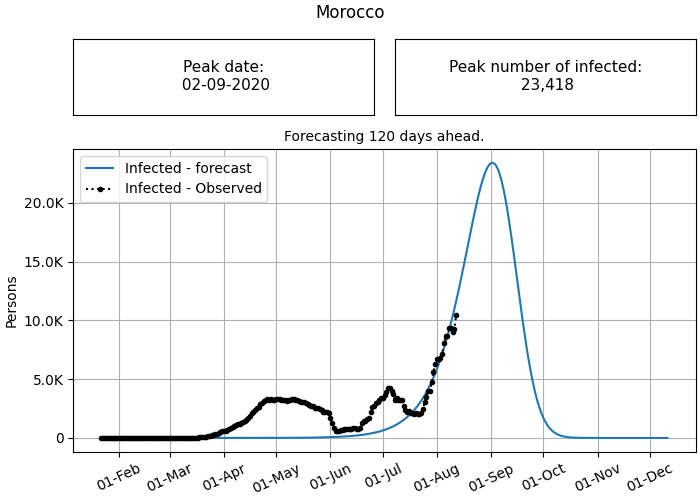 Morocco
Peak date:
02-09-2020
Peak number of infected:
23,418
Forecasting 120 days ahead.
Infected - forecast
Infected - Observed
Persons
20.0K
15.0K
10.0K
5.0K
0
01-Feb
01-Mar
01-Apr
01-May
01-Jun
01-Jul
01-Aug
01-Sep
01-Oct
01-Nov
01-Dec